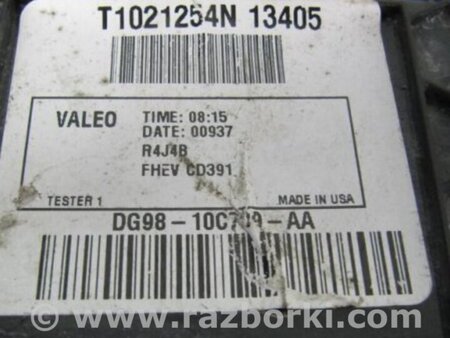 T1021254N 13405
VALEO
TIME: 08:15
DATE: 00937
R4J4B
FHEV CD391
TESTER 1
MADE IN USA
www.razborki.com